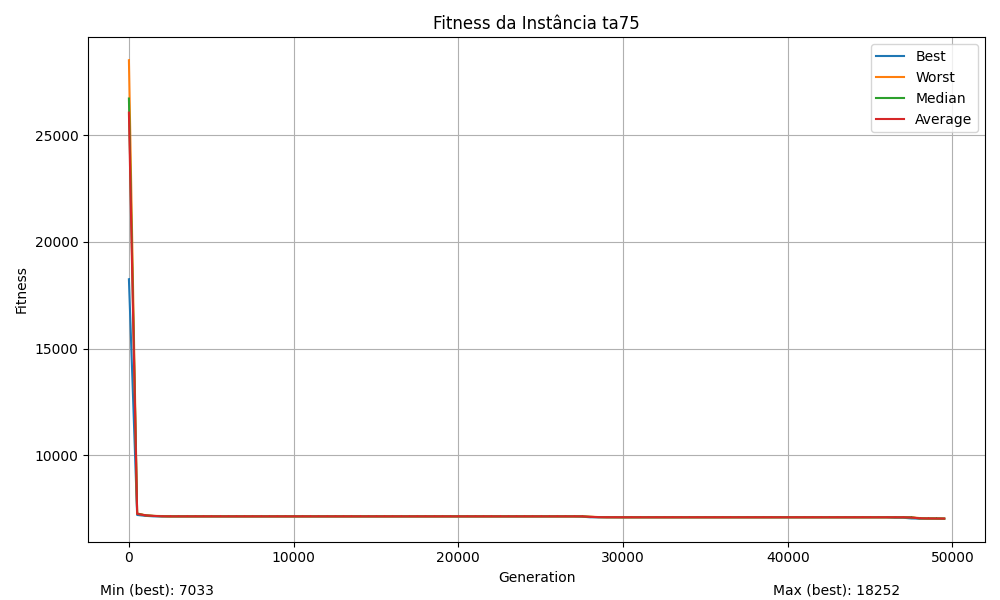 Fitness da Instância ta75
Best
Worst
Median
Average
Fitness
25000
20000
15000
10000
0 10000 20000 30000 40000 50000
Generation
Min (best): 7033 Max (best): 18252